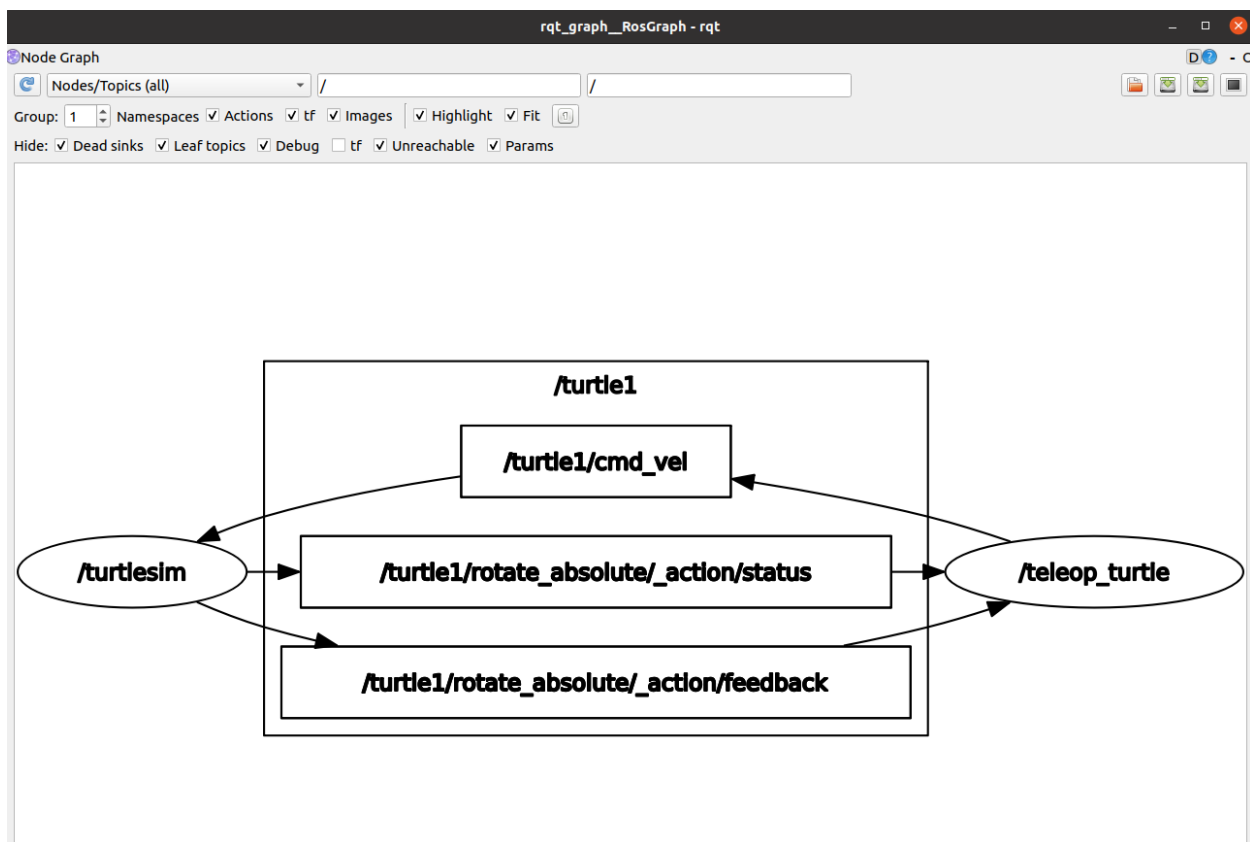 rqt_graph__RosGraph - rqt
Node Graph
D - C
Nodes/Topics (all) / /
Group: 1 Namespaces Actions tf Images Highlight Fit
Hide: Dead sinks Leaf topics Debug tf Unreachable Params
/turtle1
/turtle1/cmd_vel
/turtlesim
/turtle1/rotate_absolute/_action/status
/teleop_turtle
/turtle1/rotate_absolute/_action/feedback